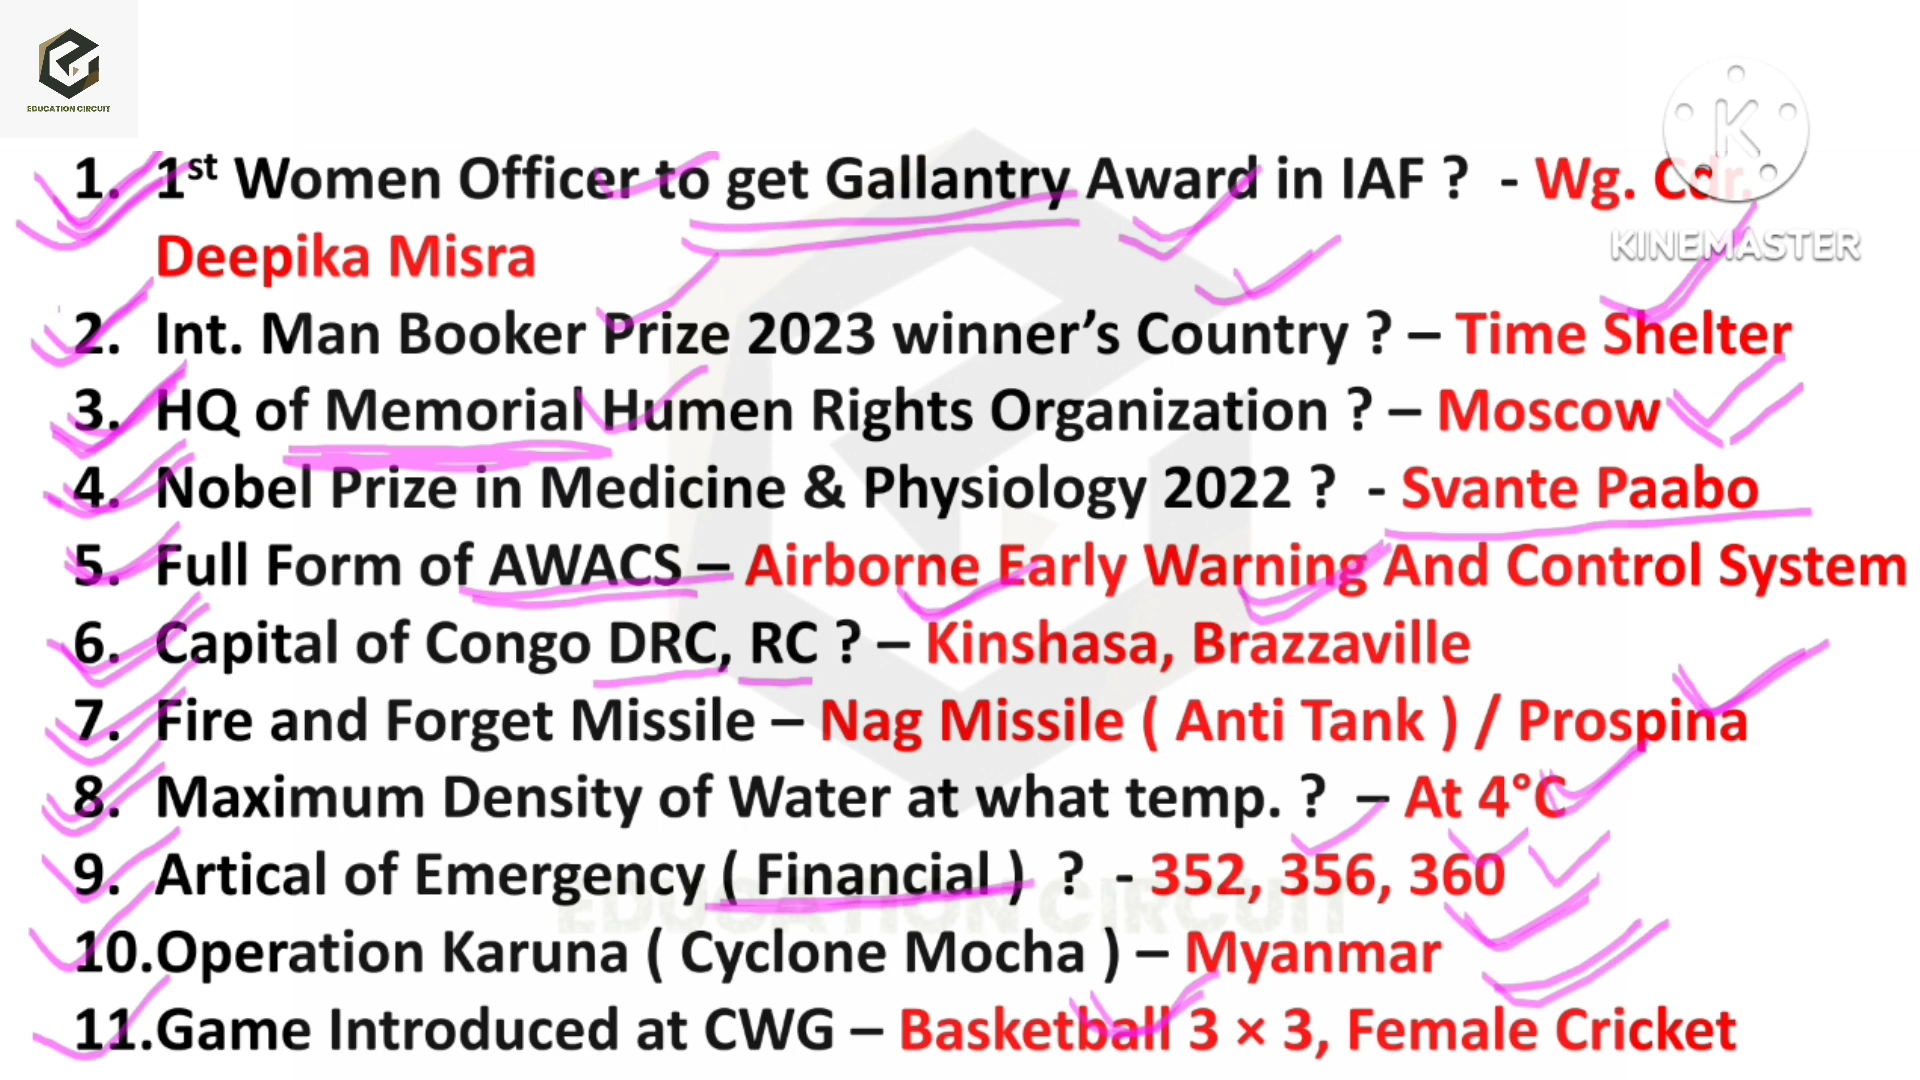 EDUCATION CIRCUIT
K
KINEMASTER
1. 1st Women Officer to get Gallantry Award in IAF ? - Wg. Cdr.
Deepika Misra
2. Int. Man Booker Prize 2023 winner’s Country ? – Time Shelter
3. HQ of Memorial Humen Rights Organization ? – Moscow
4. Nobel Prize in Medicine & Physiology 2022 ? - Svante Paabo
5. Full Form of AWACS – Airborne Early Warning And Control System
6. Capital of Congo DRC, RC ? – Kinshasa, Brazzaville
7. Fire and Forget Missile – Nag Missile ( Anti Tank ) / Prospina
8. Maximum Density of Water at what temp. ? – At 4°C
9. Artical of Emergency ( Financial ) ? - 352, 356, 360
EDUCATION CIRCUIT
10.Operation Karuna ( Cyclone Mocha ) – Myanmar
11.Game Introduced at CWG – Basketball 3 × 3, Female Cricket